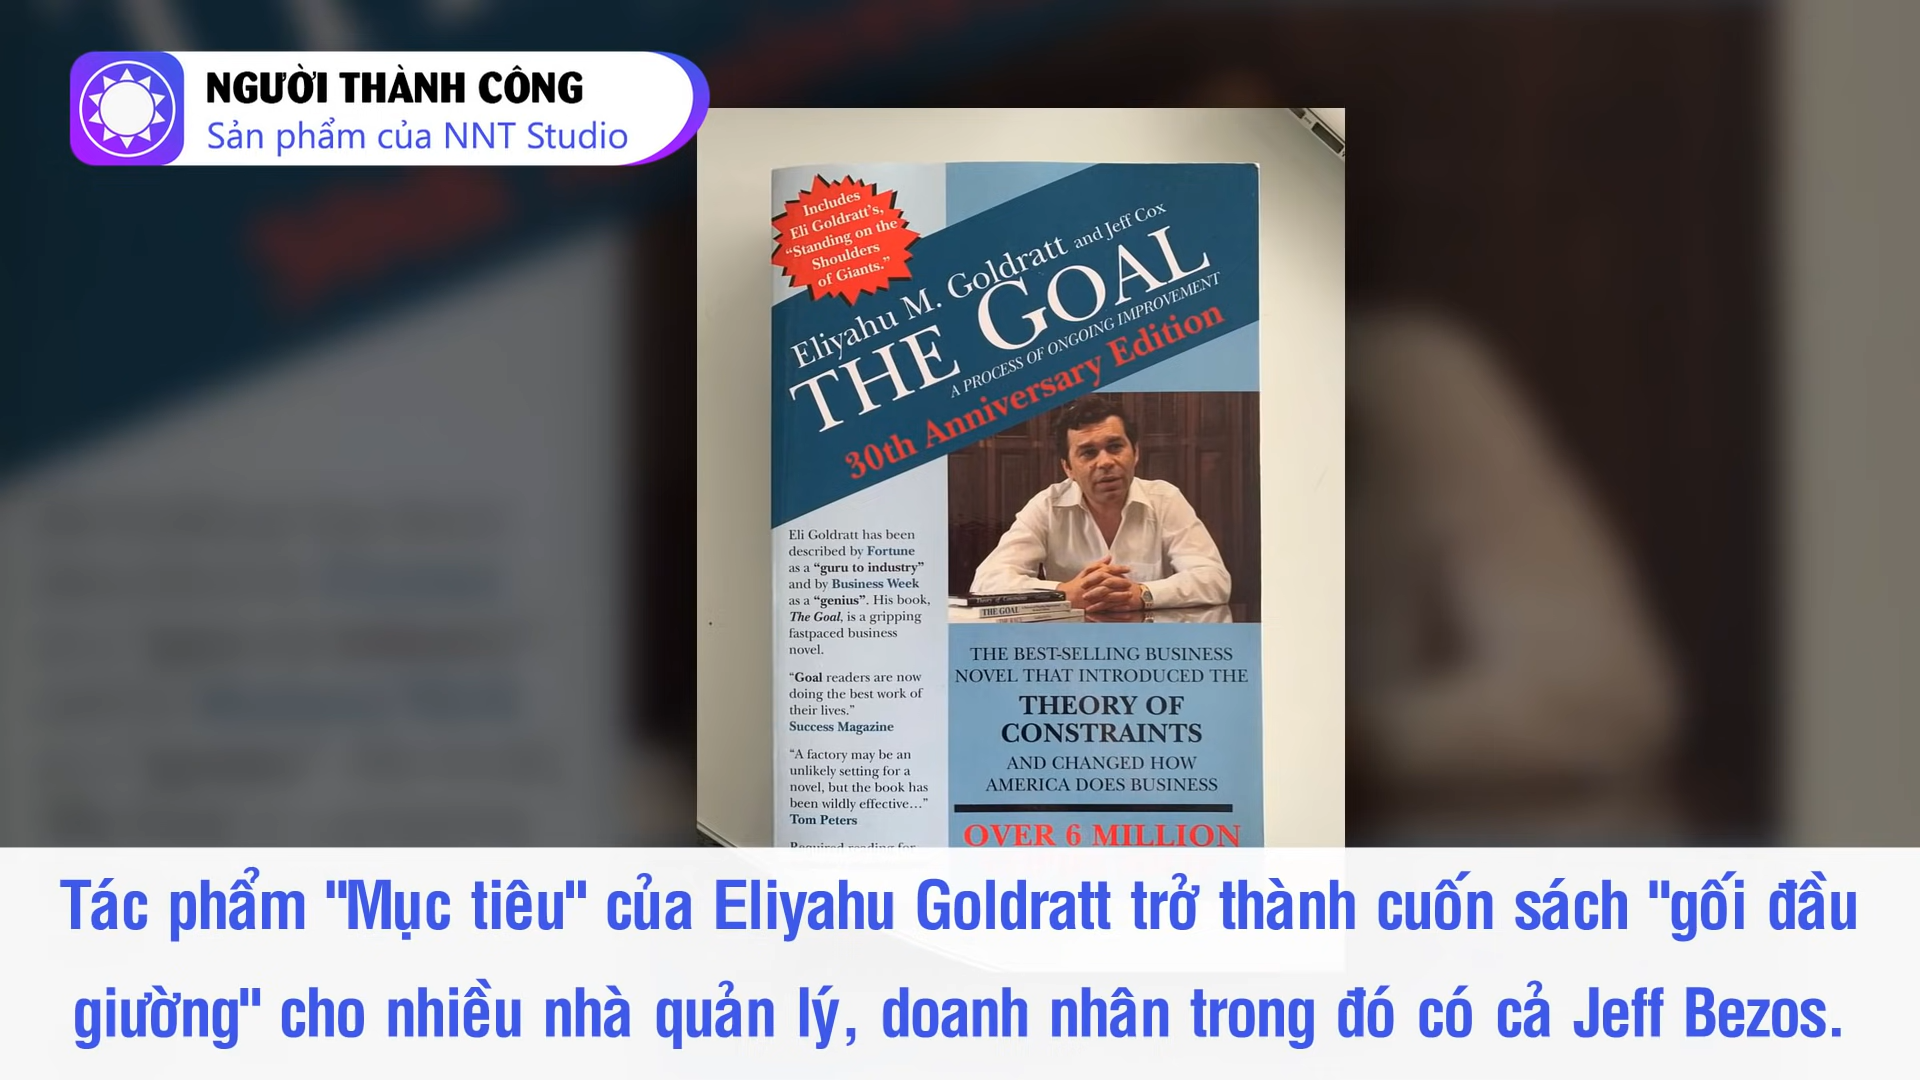 NGƯỜI THÀNH CÔNG
Sản phẩm của NNT Studio
Includes
Eli Goldratt's,
"Standing on the
Shoulders
of Giants."
Eliyahu M. Goldratt and Jeff Cox
THE GOAL
A PROCESS OF ONGOING IMPROVEMENT
30th Anniversary Edition
Eli Goldratt has been
described by Fortune
as a "guru to industry"
and by Business Week
as a "genius". His book,
The Goal, is a gripping
fastpaced business
novel.
"Goal readers are now
doing the best work of
their lives."
Success Magazine
"A factory may be an
unlikely setting for a
novel, but the book has
been wildly effective…"
Tom Peters
Required reading for
THE GOAL
THE BEST-SELLING BUSINESS
NOVEL THAT INTRODUCED THE
THEORY OF
CONSTRAINTS
AND CHANGED HOW
AMERICA DOES BUSINESS
OVER 6 MILLION
Tác phẩm "Mục tiêu" của Eliyahu Goldratt trở thành cuốn sách "gối đầu
giường" cho nhiều nhà quản lý, doanh nhân trong đó có cả Jeff Bezos.